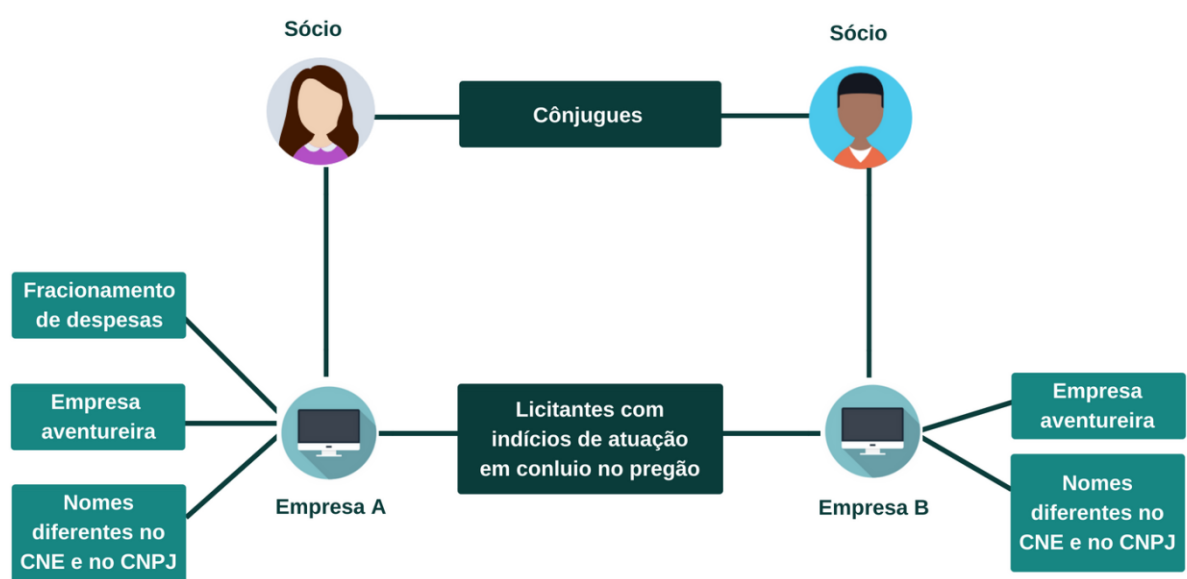 Sócio
Sócio
Cônjugues
Fracionamento
de despesas
Empresa
aventureira
Nomes
diferentes no
CNE e no CNPJ
Empresa A
Licitantes com
indícios de atuação
em conluio no pregão
Empresa B
Empresa
aventureira
Nomes
diferentes no
CNE e no CNPJ